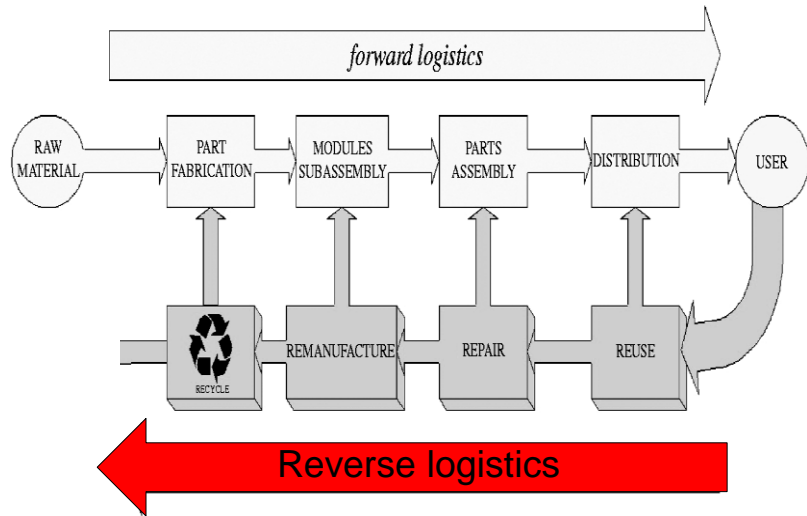 forward logistics
RAW
MATERIAL
PART
FABRICATION
MODULES
SUBASSEMBLY
PARTS
ASSEMBLY
DISTRIBUTION
USER
RECYCLE
REMANUFACTURE
REPAIR
REUSE
Reverse logistics